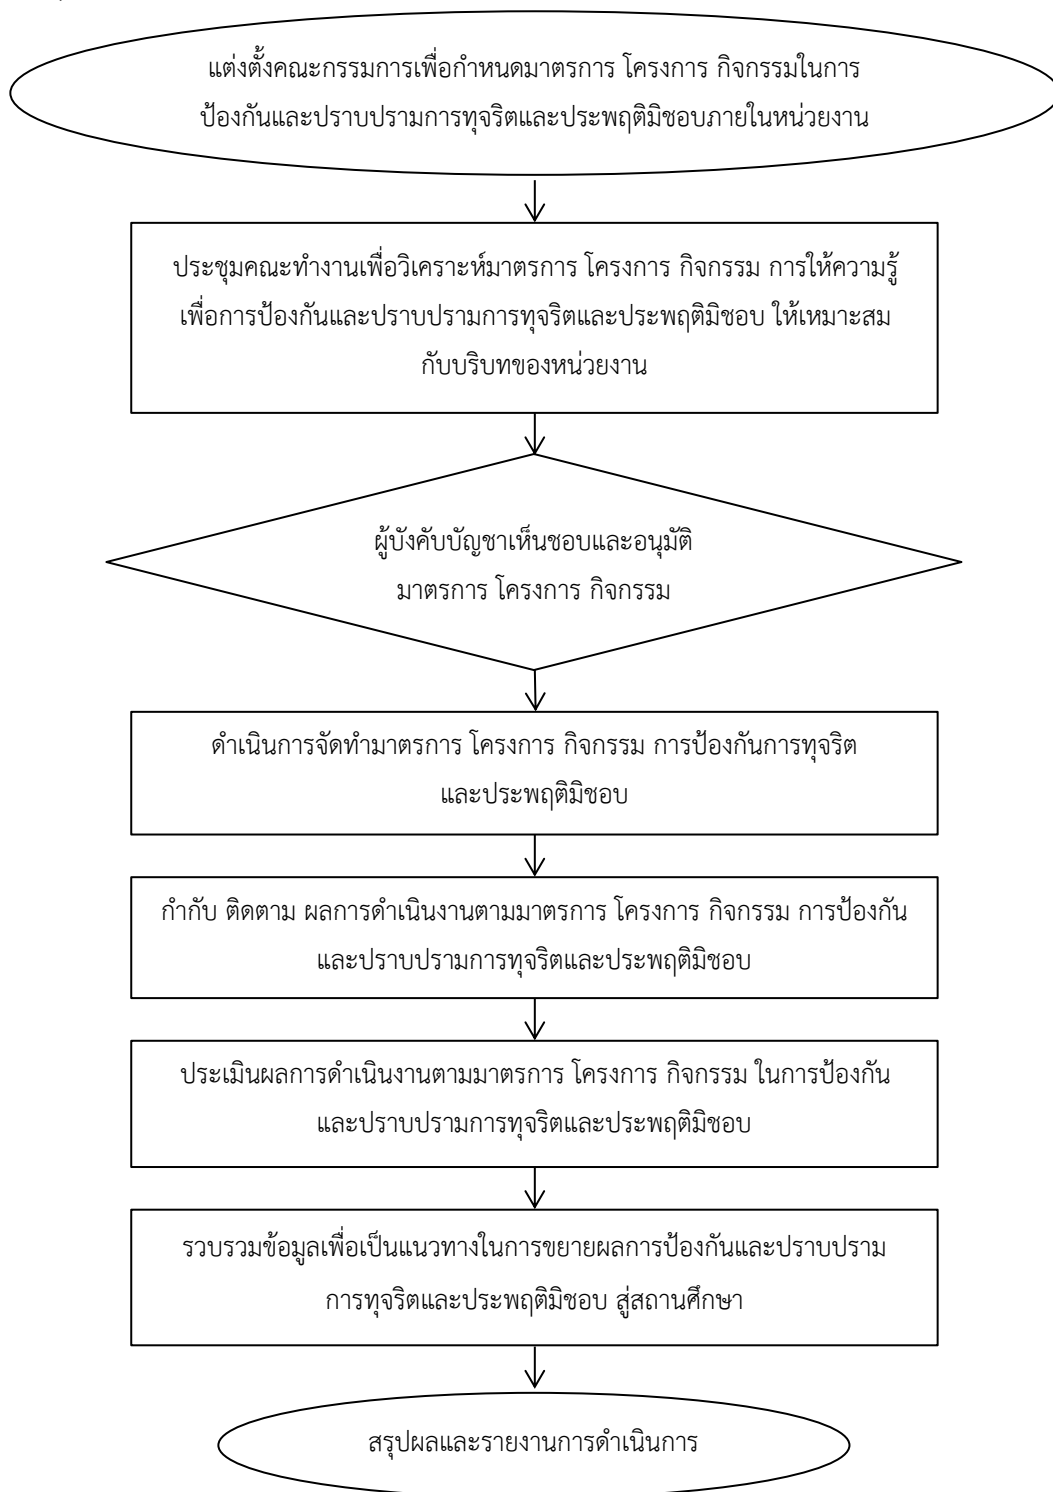 แต่งตั้งคณะกรรมการเพื่อกำหนดมาตรการ โครงการ กิจกรรมในการ
ป้องกันและปราบปรามการทุจริตและประพฤติมิชอบภายในหน่วยงาน
ประชุมคณะทำงานเพื่อวิเคราะห์มาตรการ โครงการ กิจกรรม การให้ความรู้
เพื่อการป้องกันและปราบปรามการทุจริตและประพฤติมิชอบ ให้เหมาะสม
กับบริบทของหน่วยงาน
ผู้บังคับบัญชาเห็นชอบและอนุมัติ
มาตรการ โครงการ กิจกรรม
ดำเนินการจัดทำมาตรการ โครงการ กิจกรรม การป้องกันการทุจริต
และประพฤติมิชอบ
กำกับ ติดตาม ผลการดำเนินงานตามมาตรการ โครงการ กิจกรรม การป้องกัน
และปราบปรามการทุจริตและประพฤติมิชอบ
ประเมินผลการดำเนินงานตามมาตรการ โครงการ กิจกรรม ในการป้องกัน
และปราบปรามการทุจริตและประพฤติมิชอบ
รวบรวมข้อมูลเพื่อเป็นแนวทางในการขยายผลการป้องกันและปราบปราม
การทุจริตและประพฤติมิชอบ สู่สถานศึกษา
สรุปผลและรายงานการดำเนินการ